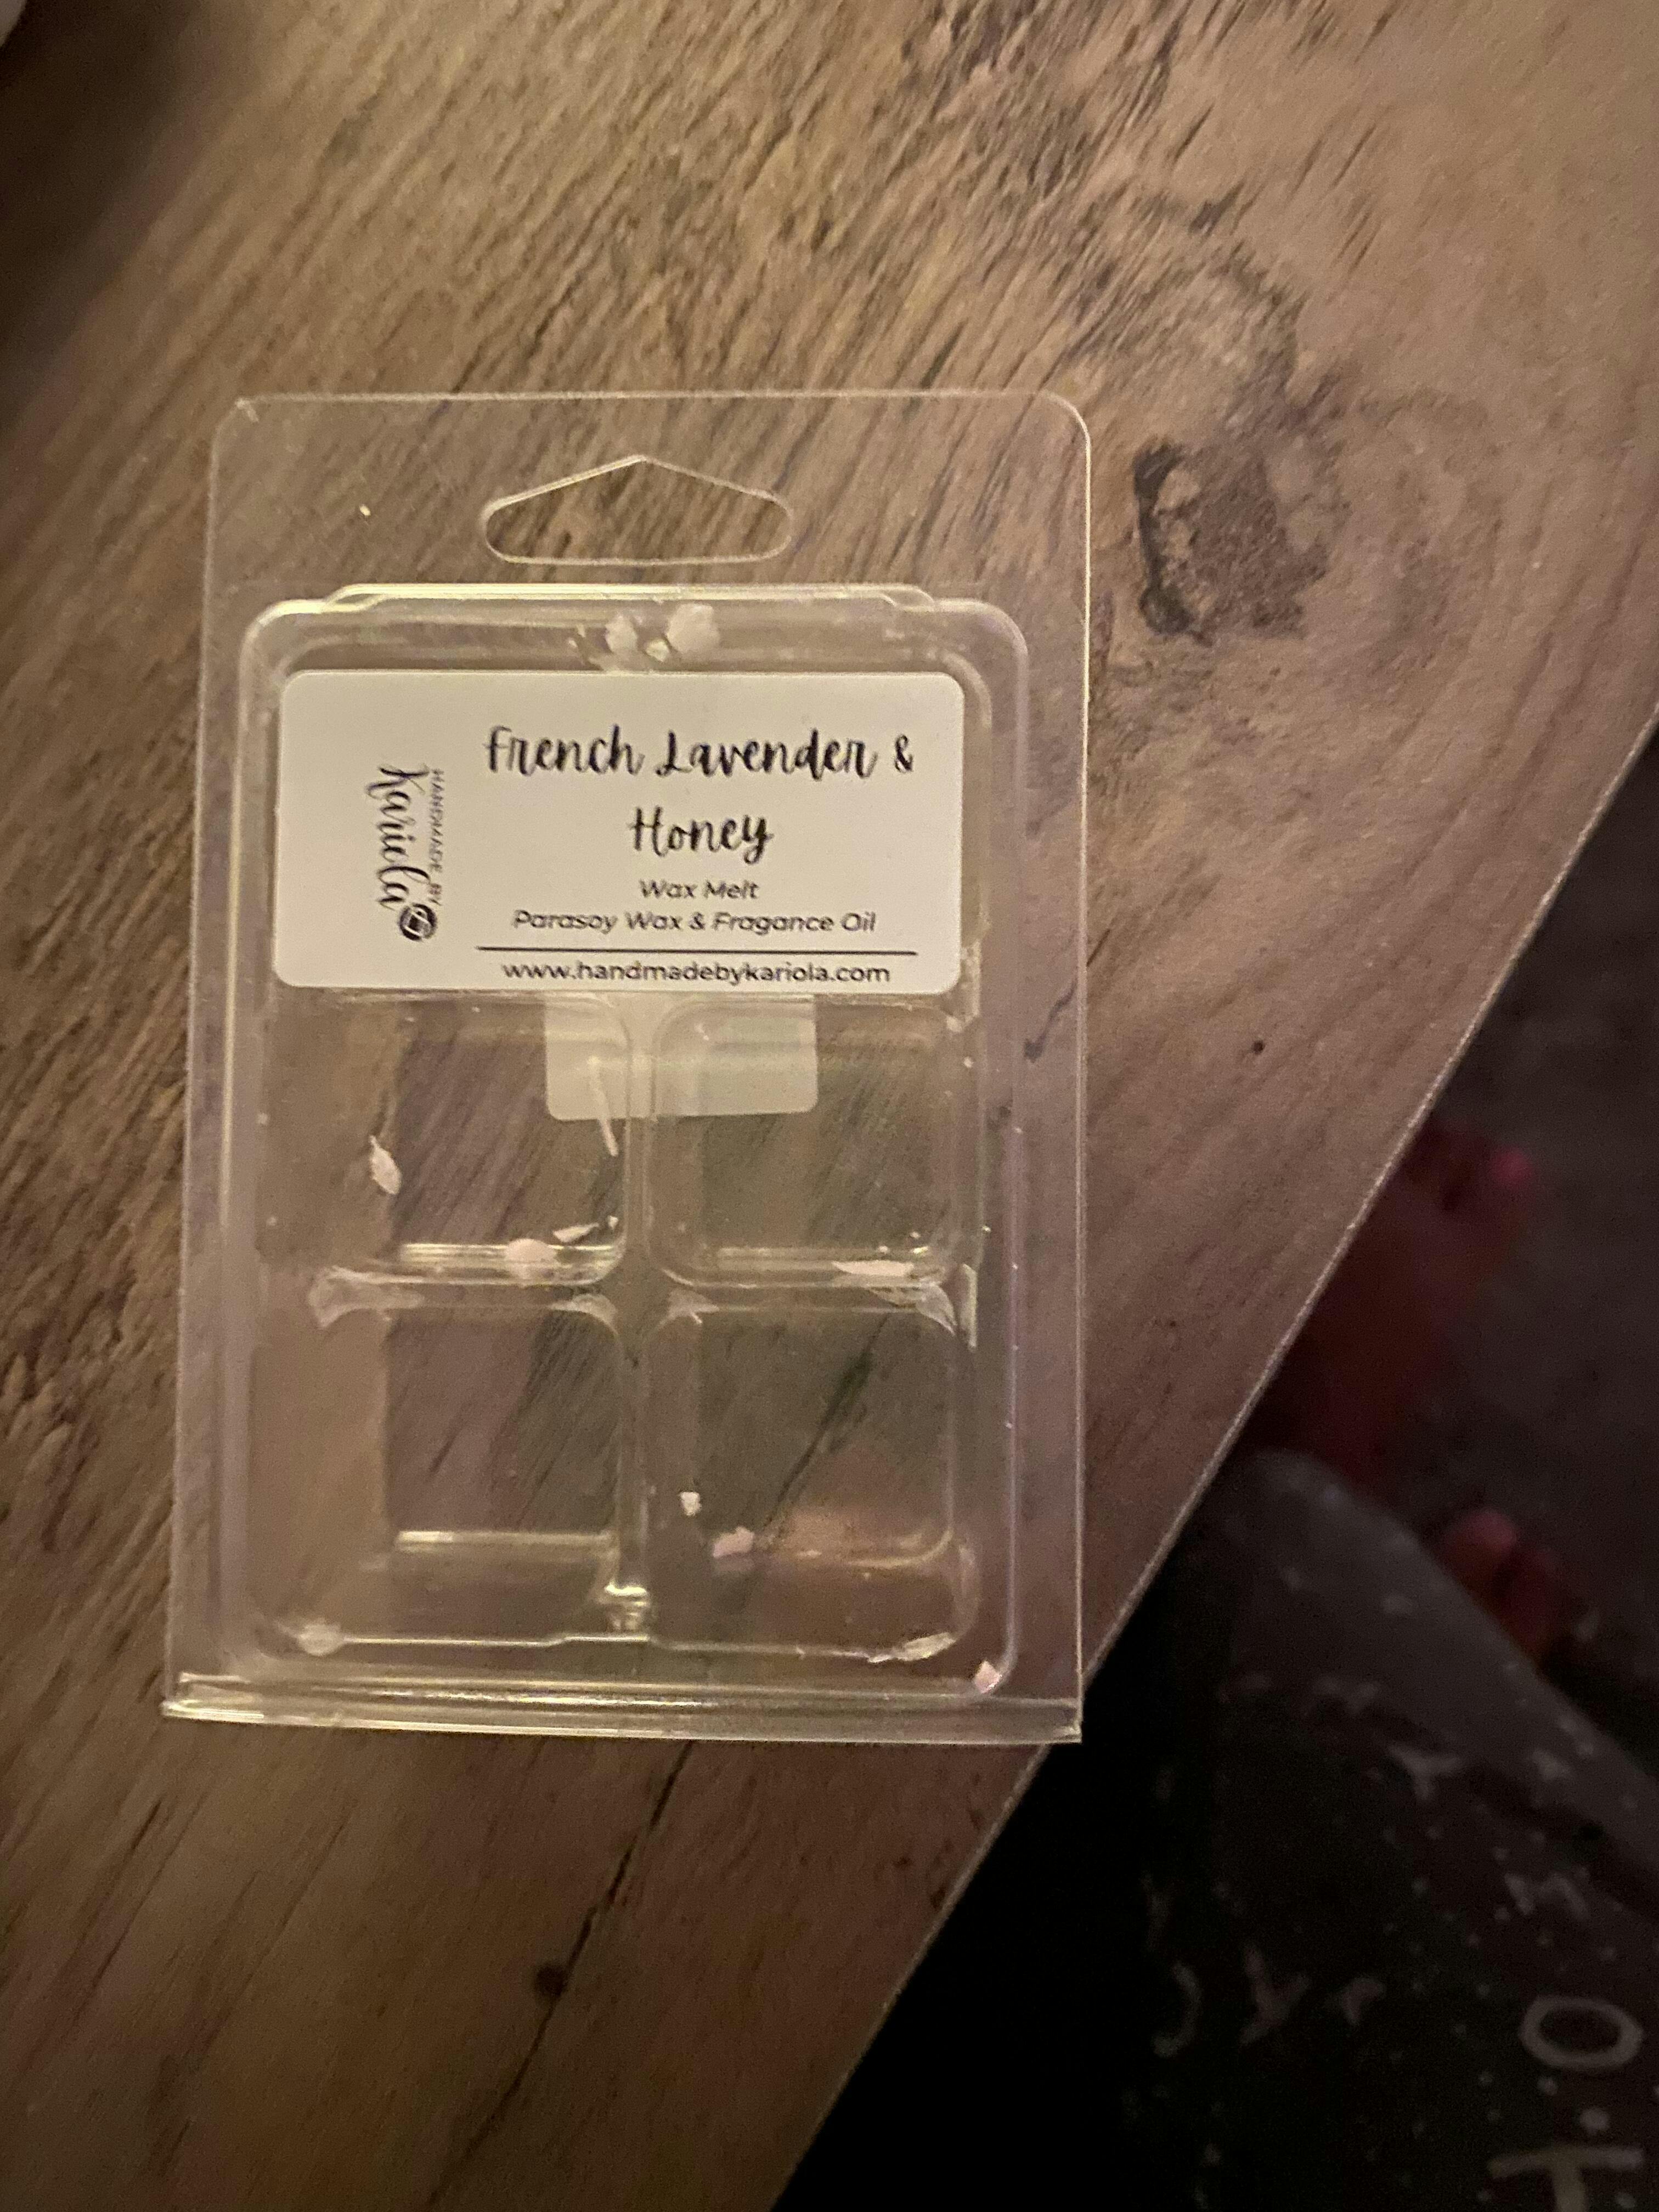 French Lavender &
Honey
Wax Melt
Parasoy Wax & Fragance Oil
www.handmadebykariola.com
HANDMADE BY
Kariola